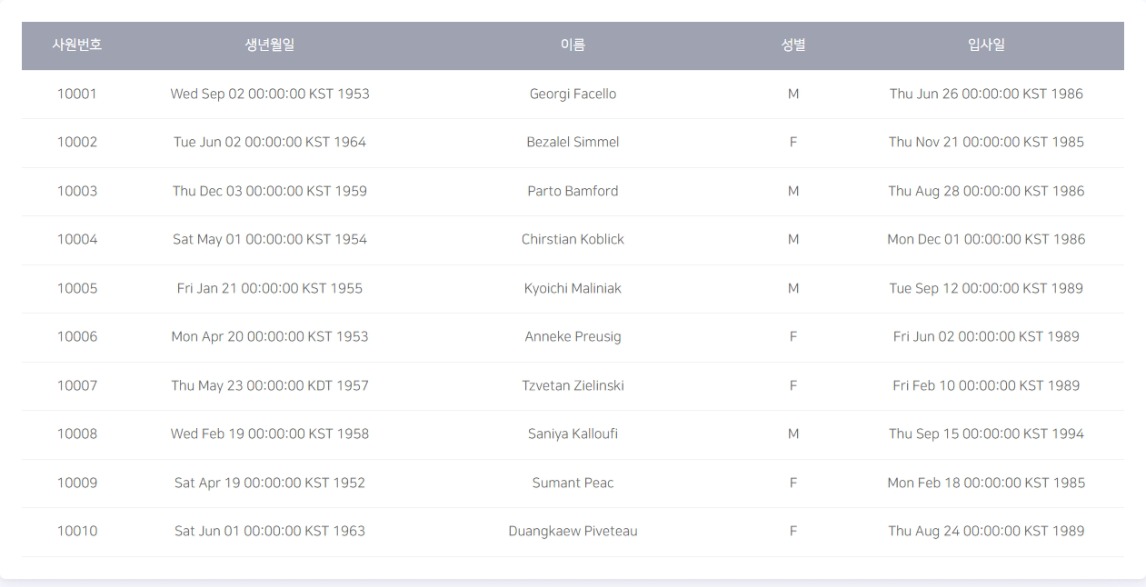 사원번호 생년월일 이름 성별 입사일
10001 Wed Sep 02 00:00:00 KST 1953 Georgi Facello M Thu Jun 26 00:00:00 KST 1986
10002 Tue Jun 02 00:00:00 KST 1964 Bezalel Simmel F Thu Nov 21 00:00:00 KST 1985
10003 Thu Dec 03 00:00:00 KST 1959 Parto Bamford M Thu Aug 28 00:00:00 KST 1986
10004 Sat May 01 00:00:00 KST 1954 Chirstian Koblick M Mon Dec 01 00:00:00 KST 1986
10005 Fri Jan 21 00:00:00 KST 1955 Kyoichi Maliniak M Tue Sep 12 00:00:00 KST 1989
10006 Mon Apr 20 00:00:00 KST 1953 Anneke Preusig F Fri Jun 02 00:00:00 KST 1989
10007 Thu May 23 00:00:00 KDT 1957 Tzvetan Zielinski F Fri Feb 10 00:00:00 KST 1989
10008 Wed Feb 19 00:00:00 KST 1958 Saniya Kalloufi M Thu Sep 15 00:00:00 KST 1994
10009 Sat Apr 19 00:00:00 KST 1952 Sumant Peac F Mon Feb 18 00:00:00 KST 1985
10010 Sat Jun 01 00:00:00 KST 1963 Duangkaew Piveteau F Thu Aug 24 00:00:00 KST 1989